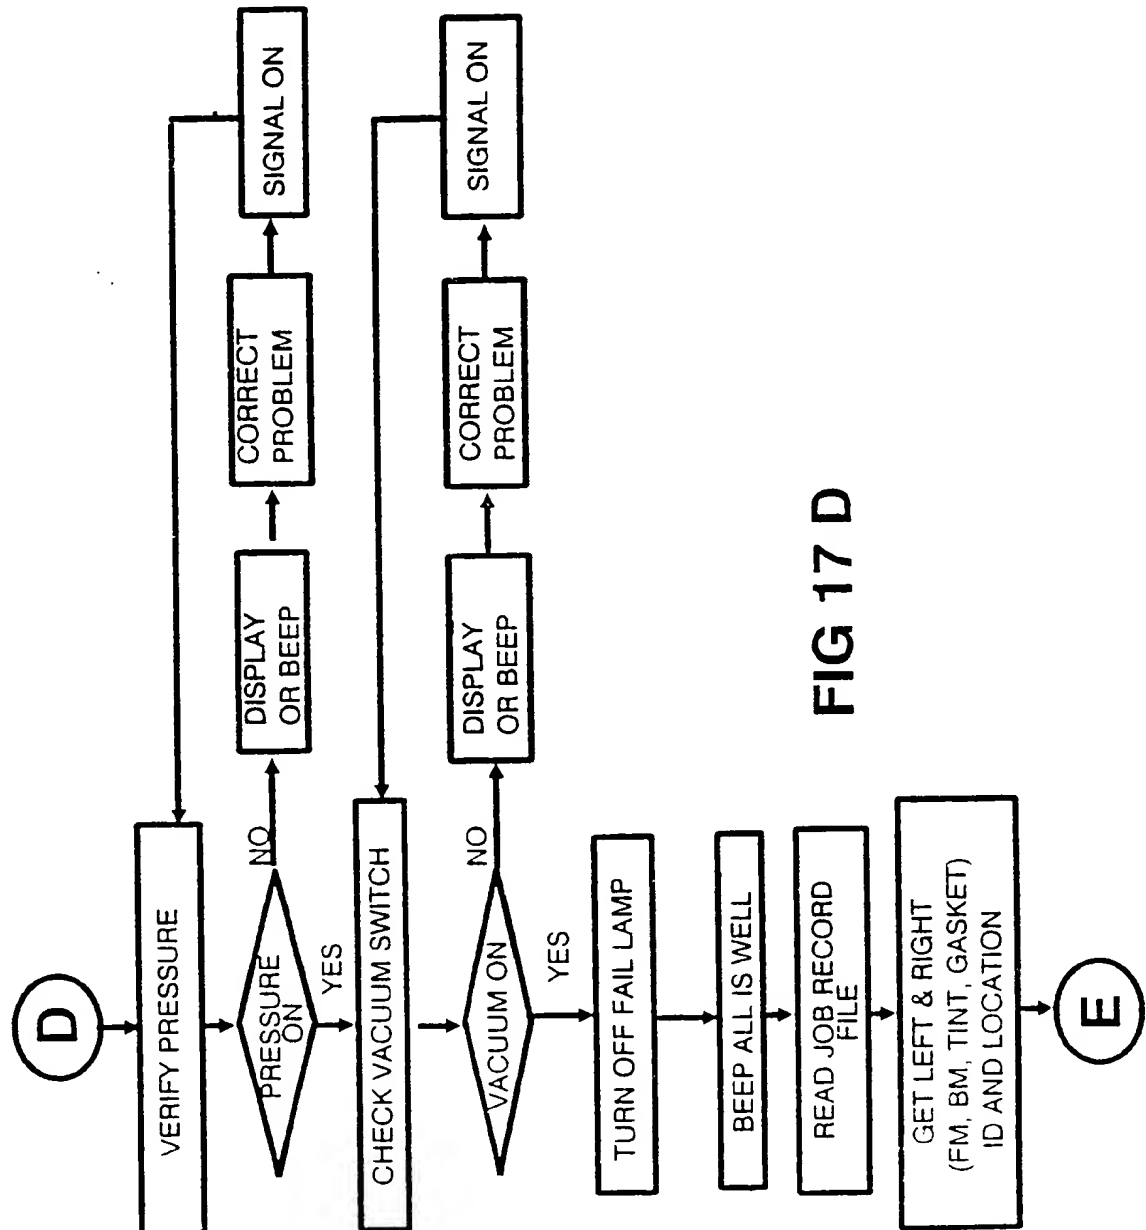 D
VERIFY PRESSURE
PRESSURE
ON
NO
DISPLAY
OR BEEP
CORRECT
PROBLEM
SIGNAL ON
YES
CHECK VACUUM SWITCH
VACUUM ON
NO
DISPLAY
OR BEEP
CORRECT
PROBLEM
SIGNAL ON
YES
TURN OFF FAIL LAMP
BEEP ALL IS WELL
READ JOB RECORD
FILE
GET LEFT & RIGHT
(FM, BM, TINT, GASKET)
ID AND LOCATION
E
FIG 17 D